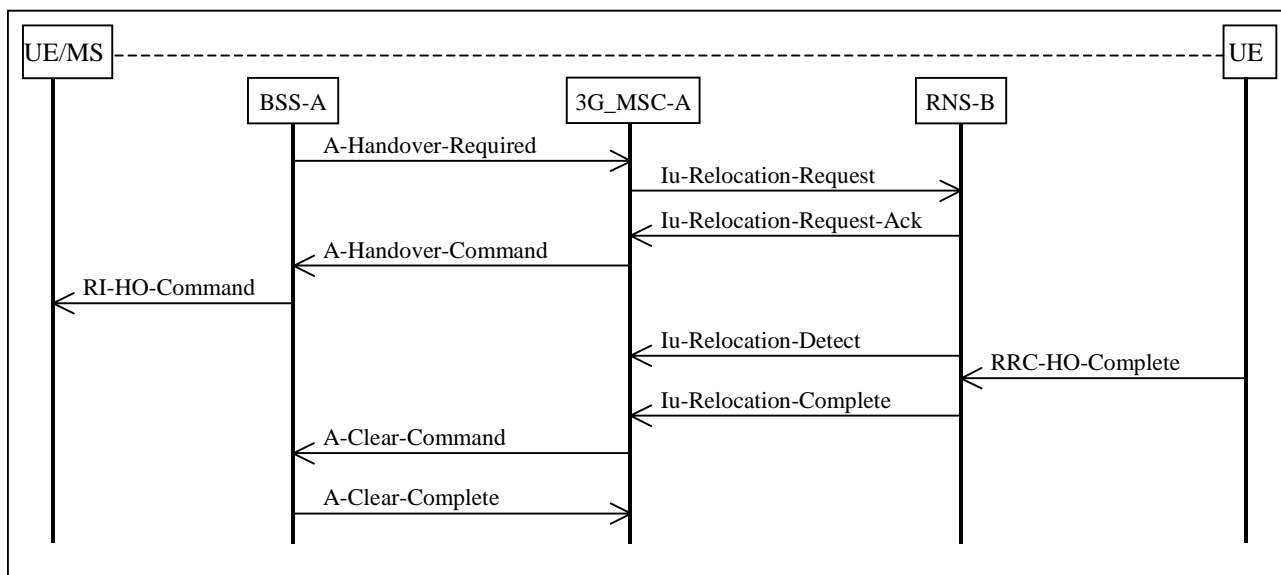 UE/MS
UE
BSS-A
3G_MSC-A
RNS-B
A-Handover-Required
Iu-Relocation-Request
Iu-Relocation-Request-Ack
A-Handover-Command
RI-HO-Command
Iu-Relocation-Detect
RRC-HO-Complete
Iu-Relocation-Complete
A-Clear-Command
A-Clear-Complete